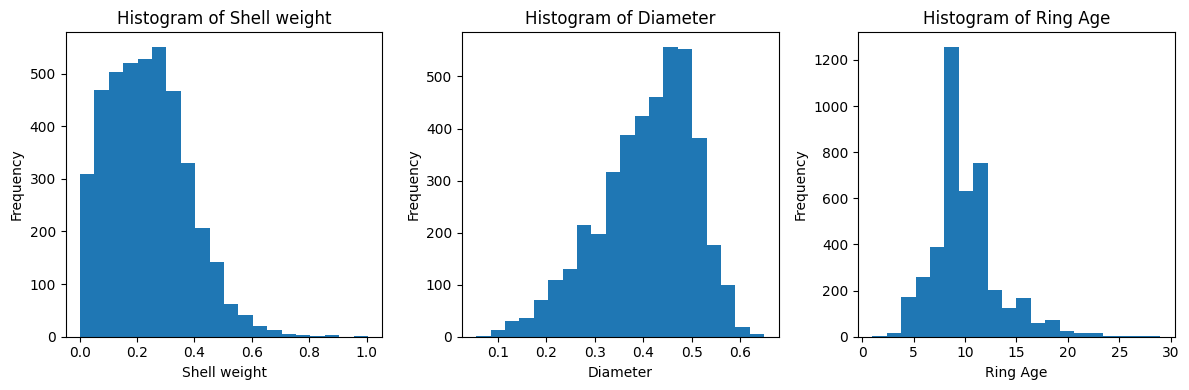 Histogram of Shell weight
Frequency
500
400
300
200
100
0
0.0 0.2 0.4 0.6 0.8 1.0
Shell weight
Histogram of Diameter
Frequency
500
400
300
200
100
0
0.1 0.2 0.3 0.4 0.5 0.6
Diameter
Histogram of Ring Age
Frequency
1200
1000
800
600
400
200
0
0 5 10 15 20 25 30
Ring Age